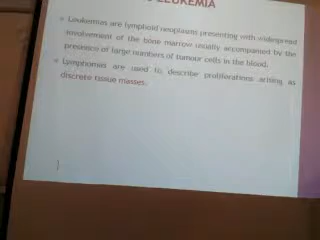 LEUKEMIA
Leukemias are lymphoid neoplasms presenting with widespread
involvement of the bone marrow usually accompanied by the
presence of large numbers of tumour cells in the blood.
Lymphomas are used to describe proliferations arising as
discrete tissue masses.